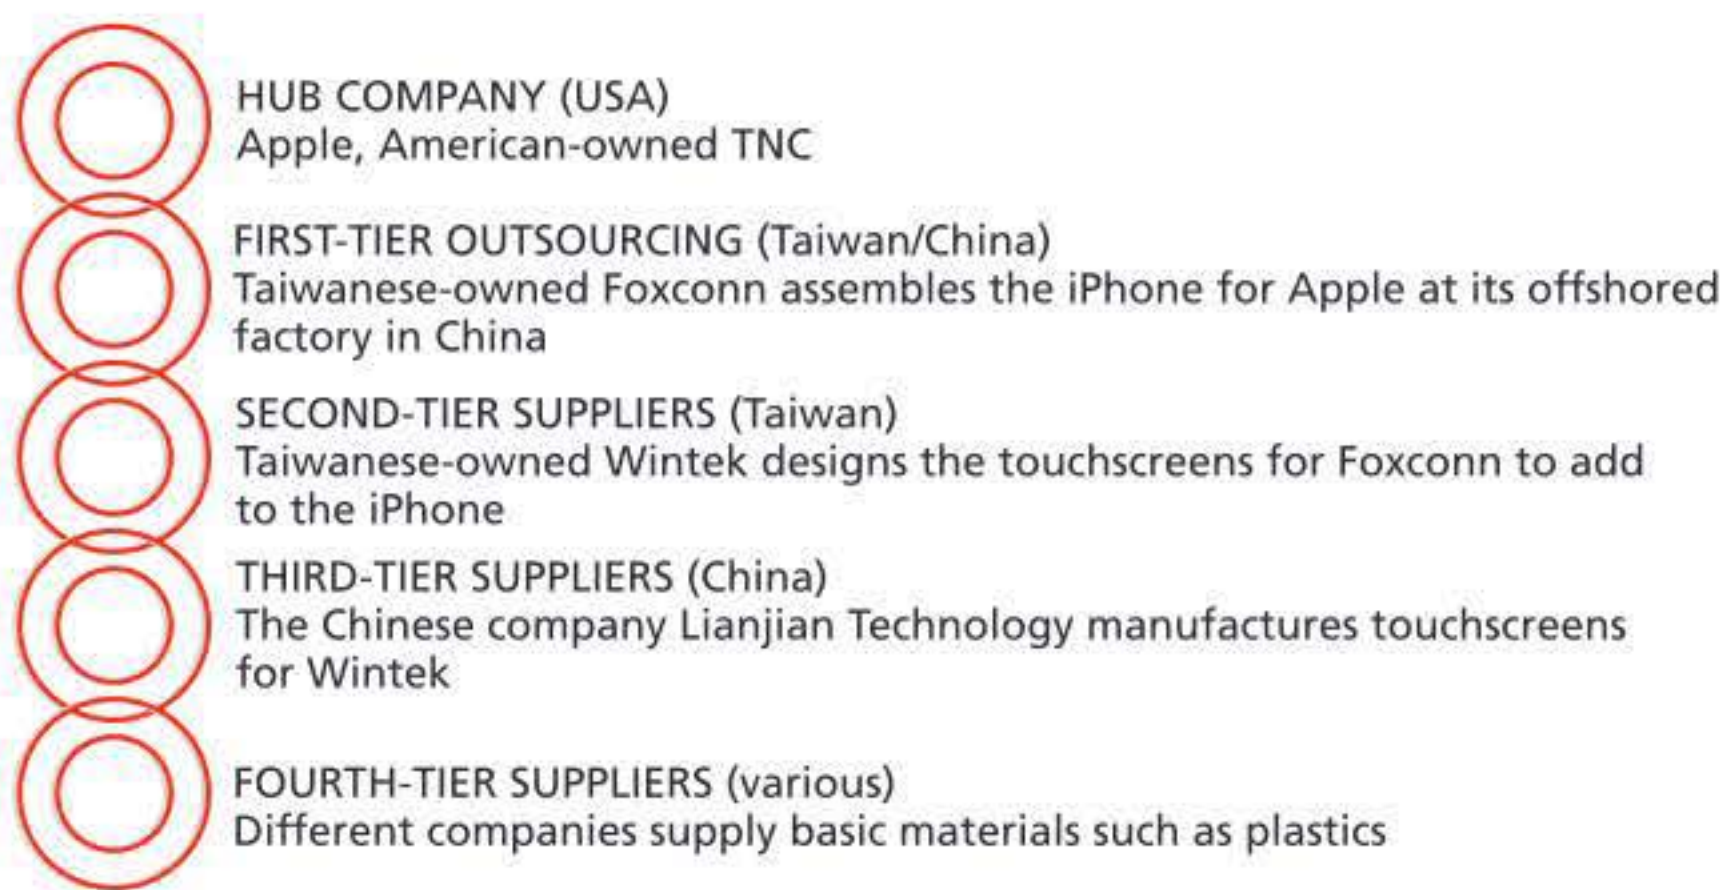 HUB COMPANY (USA)
Apple, American-owned TNC
FIRST-TIER OUTSOURCING (Taiwan/China)
Taiwanese-owned Foxconn assembles the iPhone for Apple at its offshored
factory in China
SECOND-TIER SUPPLIERS (Taiwan)
Taiwanese-owned Wintek designs the touchscreens for Foxconn to add
to the iPhone
THIRD-TIER SUPPLIERS (China)
The Chinese company Lianjian Technology manufactures touchscreens
for Wintek
FOURTH-TIER SUPPLIERS (various)
Different companies supply basic materials such as plastics